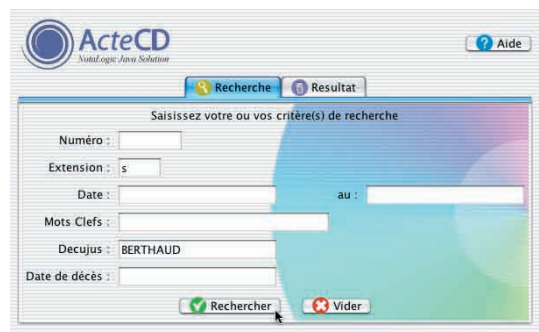 ActeCD
NotaLogic Java Solution
Aide
Recherche Resultat
Saisissez votre ou vos critère(s) de recherche
Numéro :
Extension : s
Date : au :
Mots Clefs :
Decujus : BERTHAUD
Date de décès :
Rechercher Vider